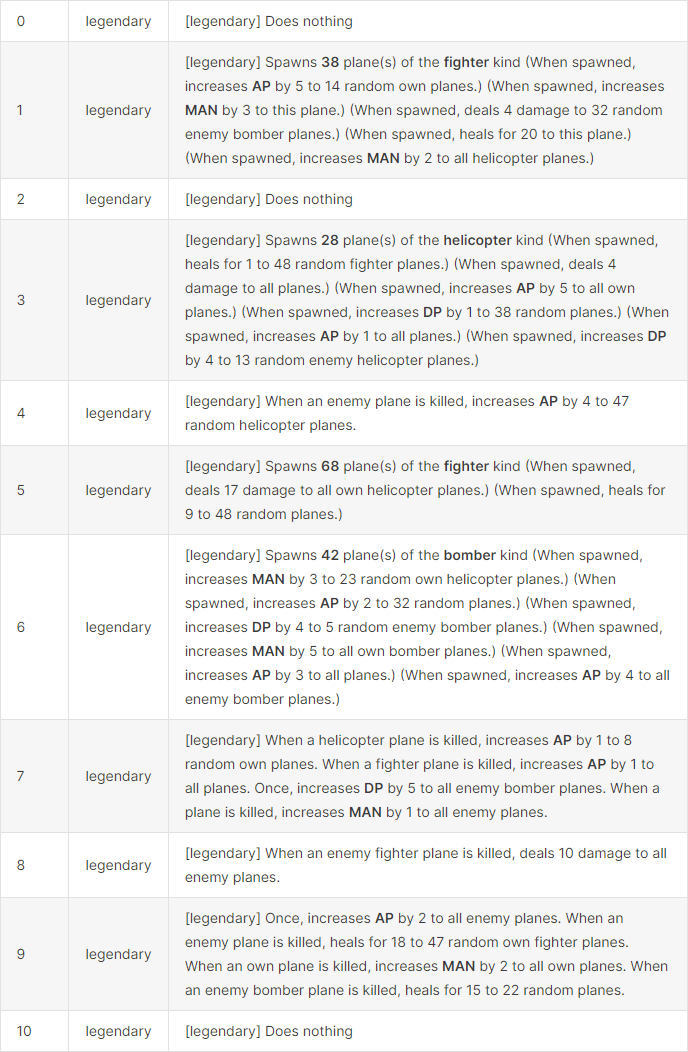 0 legendary [legendary] Does nothing
1 legendary [legendary] Spawns 38 plane(s) of the fighter kind (When spawned,
increases AP by 5 to 14 random own planes.) (When spawned, increases
MAN by 3 to this plane.) (When spawned, deals 4 damage to 32 random
enemy bomber planes.) (When spawned, heals for 20 to this plane.)
(When spawned, increases MAN by 2 to all helicopter planes.)
2 legendary [legendary] Does nothing
3 legendary [legendary] Spawns 28 plane(s) of the helicopter kind (When spawned,
heals for 1 to 48 random fighter planes.) (When spawned, deals 4
damage to all planes.) (When spawned, increases AP by 5 to all own
planes.) (When spawned, increases DP by 1 to 38 random planes.) (When
spawned, increases AP by 1 to all planes.) (When spawned, increases DP
by 4 to 13 random enemy helicopter planes.)
4 legendary [legendary] When an enemy plane is killed, increases AP by 4 to 47
random helicopter planes.
5 legendary [legendary] Spawns 68 plane(s) of the fighter kind (When spawned,
deals 17 damage to all own helicopter planes.) (When spawned, heals for
9 to 48 random planes.)
6 legendary [legendary] Spawns 42 plane(s) of the bomber kind (When spawned,
increases MAN by 3 to 23 random own helicopter planes.) (When
spawned, increases AP by 2 to 32 random planes.) (When spawned,
increases DP by 4 to 5 random enemy bomber planes.) (When spawned,
increases MAN by 5 to all own bomber planes.) (When spawned,
increases AP by 3 to all planes.) (When spawned, increases AP by 4 to all
enemy bomber planes.)
7 legendary [legendary] When a helicopter plane is killed, increases AP by 1 to 8
random own planes. When a fighter plane is killed, increases AP by 1 to
all planes. Once, increases DP by 5 to all enemy bomber planes. When a
plane is killed, increases MAN by 1 to all enemy planes.
8 legendary [legendary] When an enemy fighter plane is killed, deals 10 damage to all
enemy planes.
9 legendary [legendary] Once, increases AP by 2 to all enemy planes. When an
enemy plane is killed, heals for 18 to 47 random own fighter planes.
When an own plane is killed, increases MAN by 2 to all own planes. When
an enemy bomber plane is killed, heals for 15 to 22 random planes.
10 legendary [legendary] Does nothing